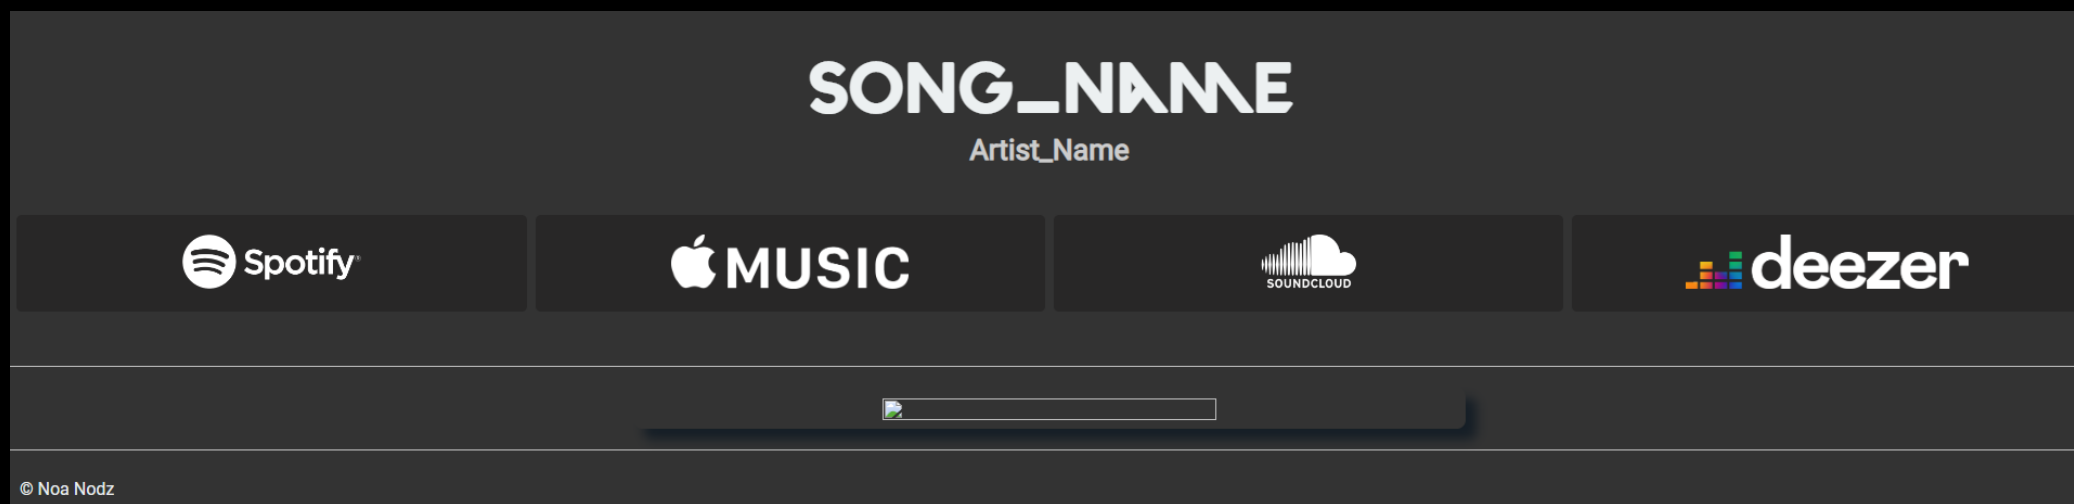 SONG_NAME
Artist_Name
Spotify®
MUSIC
SOUNDCLOUD
deezer
© Noa Nodz